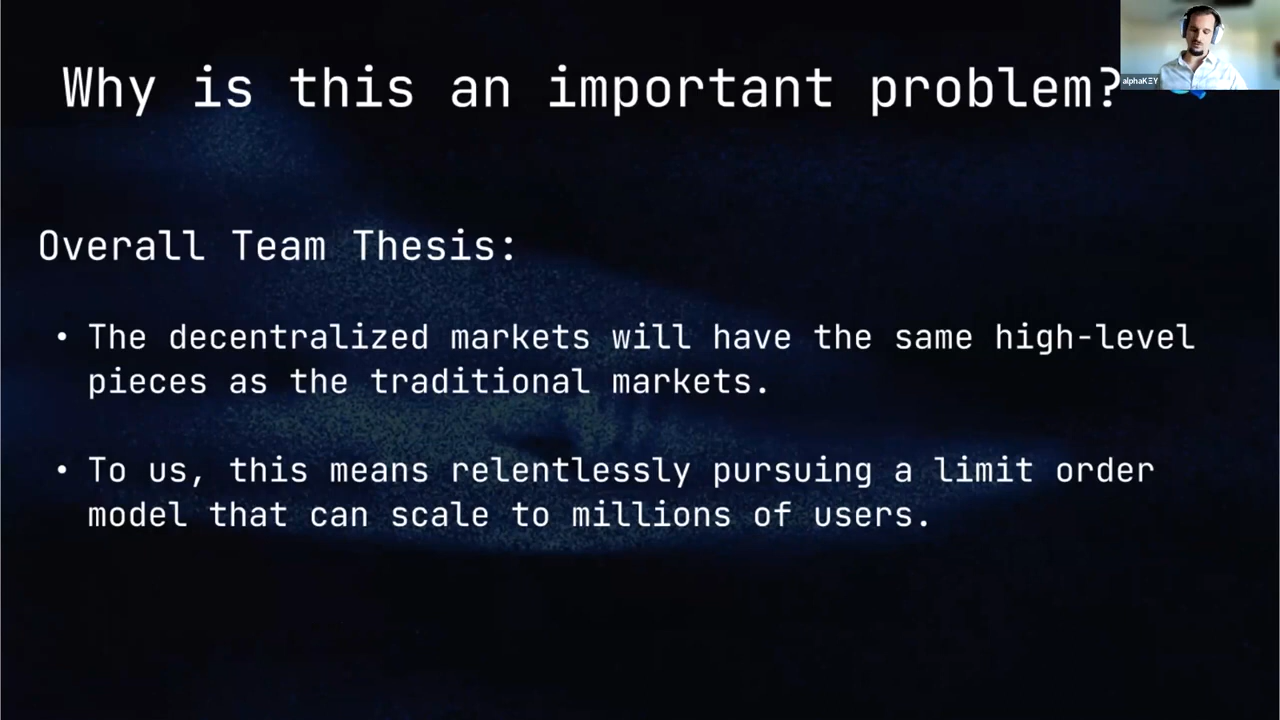 Why is this an important problem?
alphaKΞY
Overall Team Thesis:
• The decentralized markets will have the same high-level
pieces as the traditional markets.
• To us, this means relentlessly pursuing a limit order
model that can scale to millions of users.